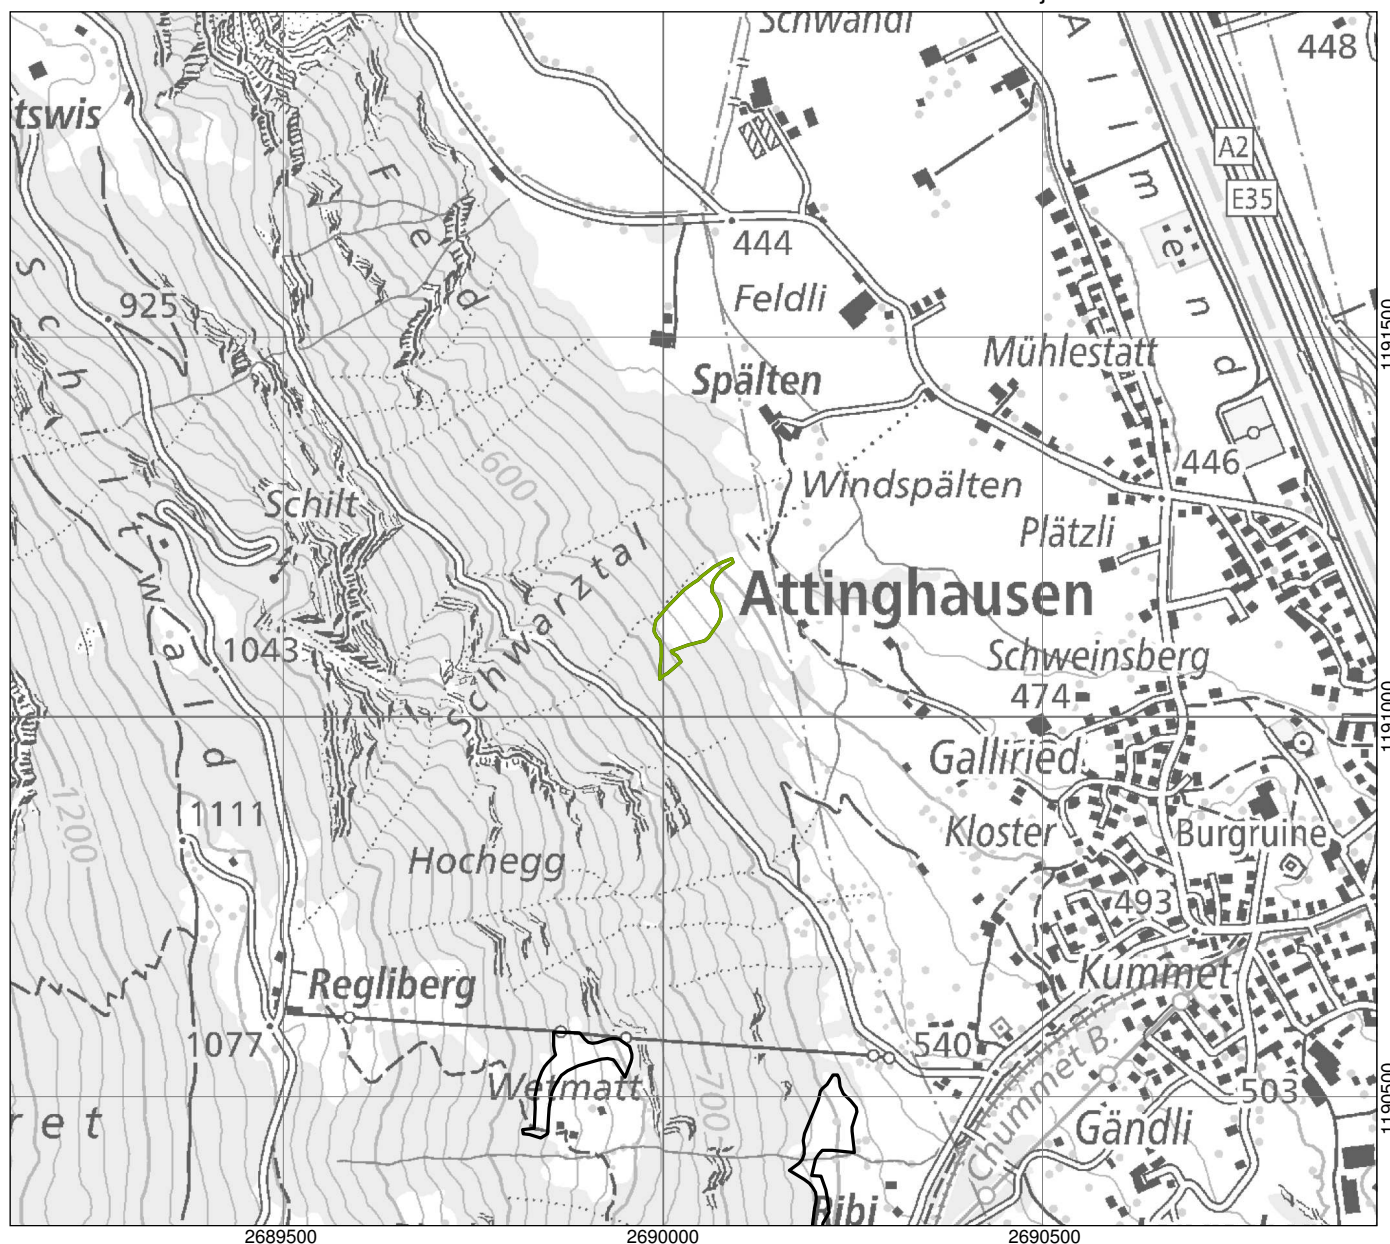 Schwandi
448
tswis
A l l m e n d
A2
E35
F e d
444
Feldli
S c h i l t w a l d
925
1191500
Mühlestatt
Spälten
600
446
Windspälten
Schilt
Plätzli
S c h w a r z t a l
Attinghausen
1043
Schweinsberg
474
1191000
Galliried
1200
1111
Kloster
Burgruine
Hochegg
493
Regliberg
Kummet
1077
540
Wetmatt
700
Chummet B.
503
1190500
r e t
Gändli
Ribi
2689500
2690000
2690500